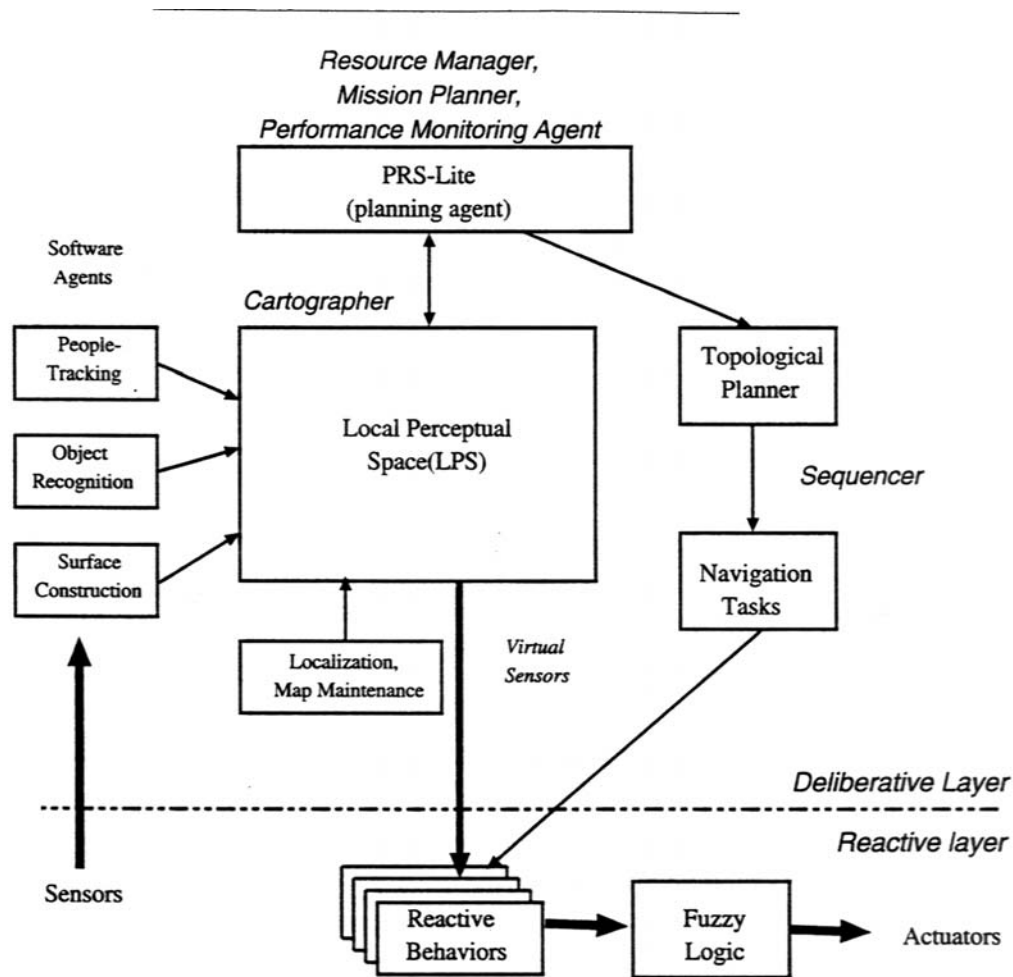 Resource Manager,
Mission Planner,
Performance Monitoring Agent
PRS-Lite
(planning agent)
Software
Agents
Cartographer
People-
Tracking
Topological
Planner
Local Perceptual
Space(LPS)
Object
Recognition
Sequencer
Surface
Construction
Navigation
Tasks
Virtual
Sensors
Localization,
Map Maintenance
Deliberative Layer
Reactive layer
Sensors
Reactive
Behaviors
Fuzzy
Logic
Actuators